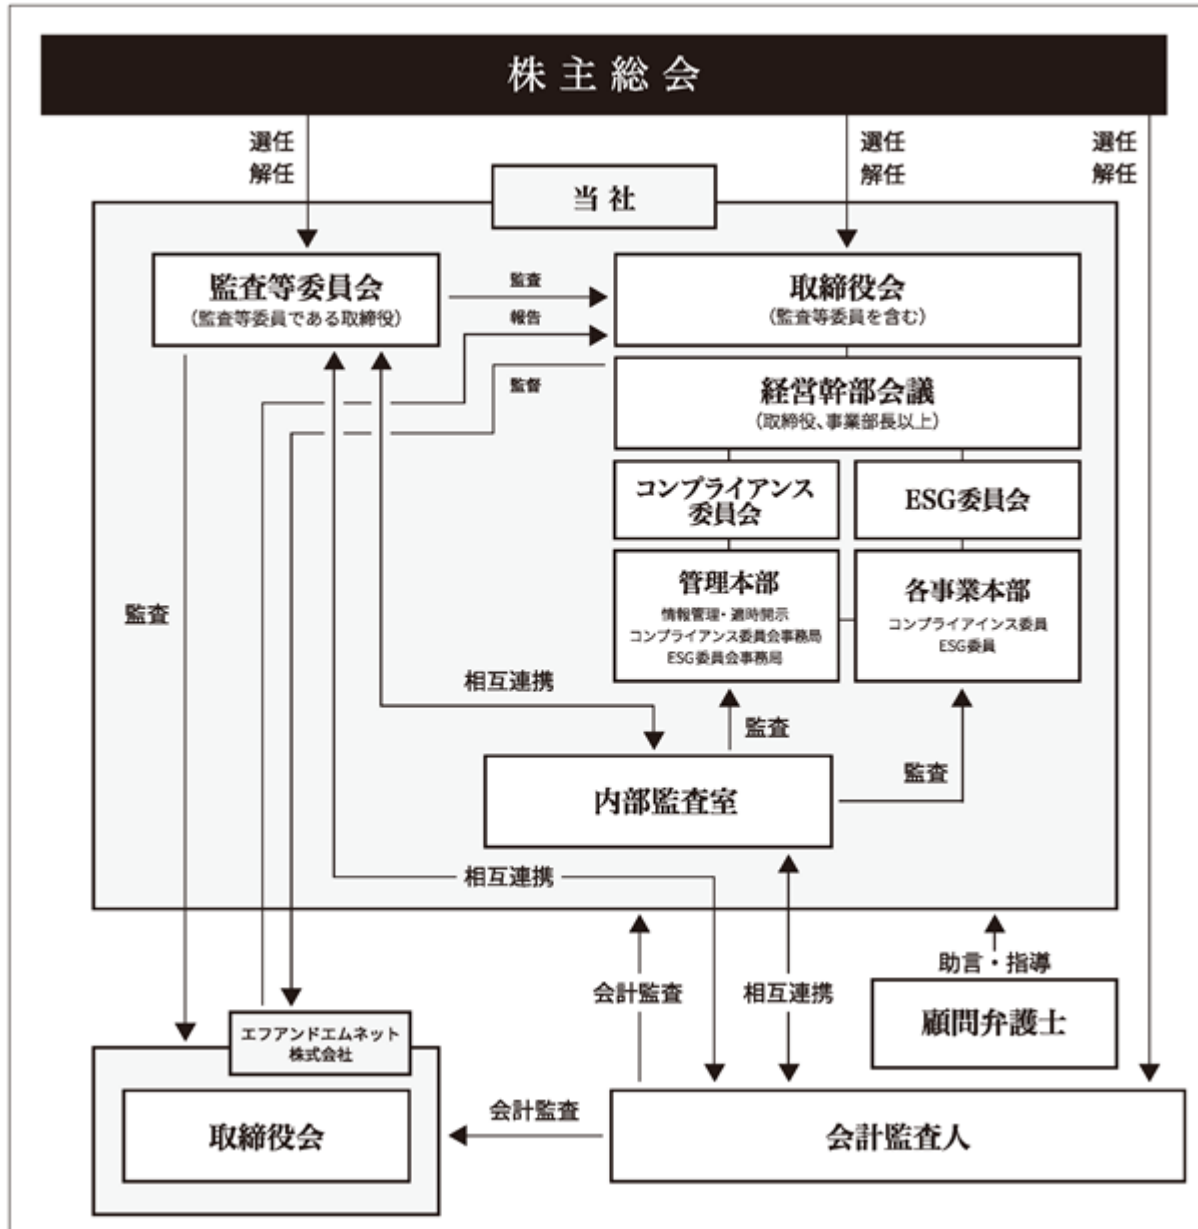 株主総会
選任
解任
選任
解任
選任
解任
当社
監査等委員会
(監査等委員である取締役)
監査
報告
監督
取締役会
(監査等委員を含む)
経営幹部会議
(取締役、事業部長以上)
コンプライアンス
委員会
ESG委員会
管理本部
情報管理・適時開示
コンプライアンス委員会事務局
ESG委員会事務局
各事業本部
コンプライアインス委員
ESG委員
監査
相互連携
監査
監査
内部監査室
相互連携
会計監査
相互連携
助言・指導
顧問弁護士
エフアンドエムネット
株式会社
取締役会
会計監査
会計監査人